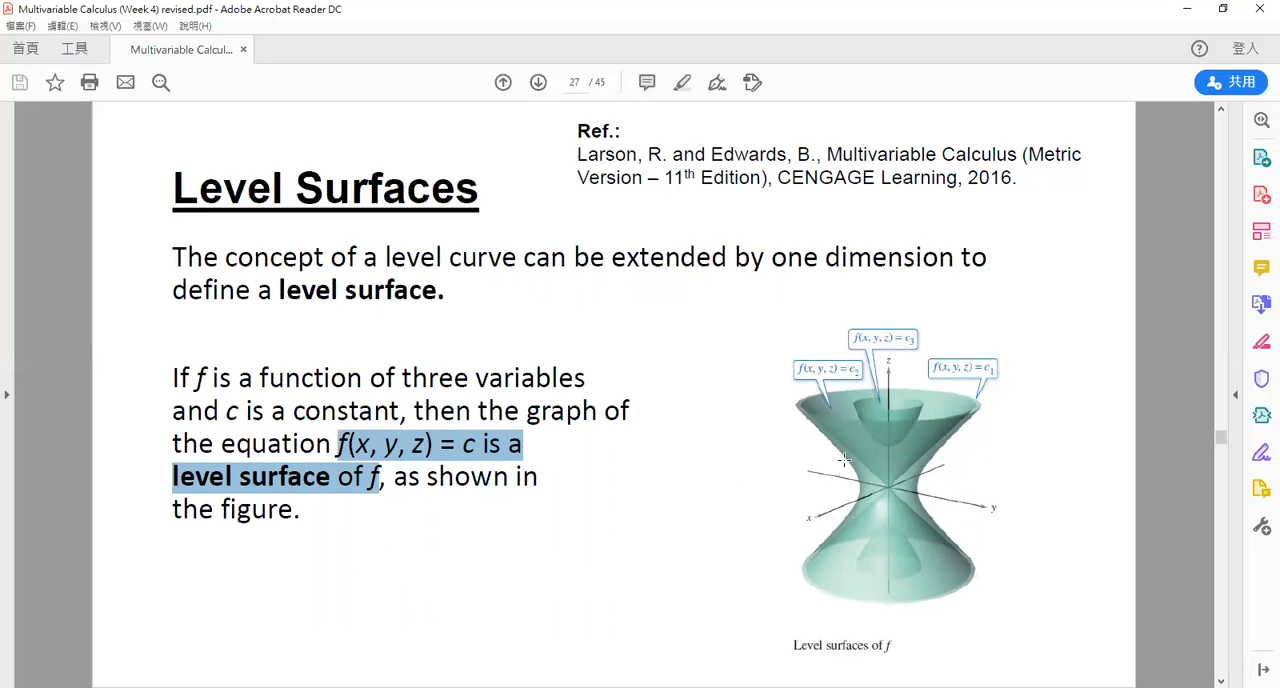 Multivariable Calculus (Week 4) revised.pdf - Adobe Acrobat Reader DC
檔案(F) 編輯(E) 檢視(V) 視窗(W) 說明(H)
首頁 工具 Multivariable Calcul... × 登入
27 / 45 共用
Ref.:
Larson, R. and Edwards, B., Multivariable Calculus (Metric
Version – 11th Edition), CENGAGE Learning, 2016.
Level Surfaces
The concept of a level curve can be extended by one dimension to
define a level surface.
If f is a function of three variables
and c is a constant, then the graph of
the equation f(x, y, z) = c is a
level surface of f, as shown in
the figure.
f(x, y, z) = c3
f(x, y, z) = c2
f(x, y, z) = c1
z
x
y
Level surfaces of f